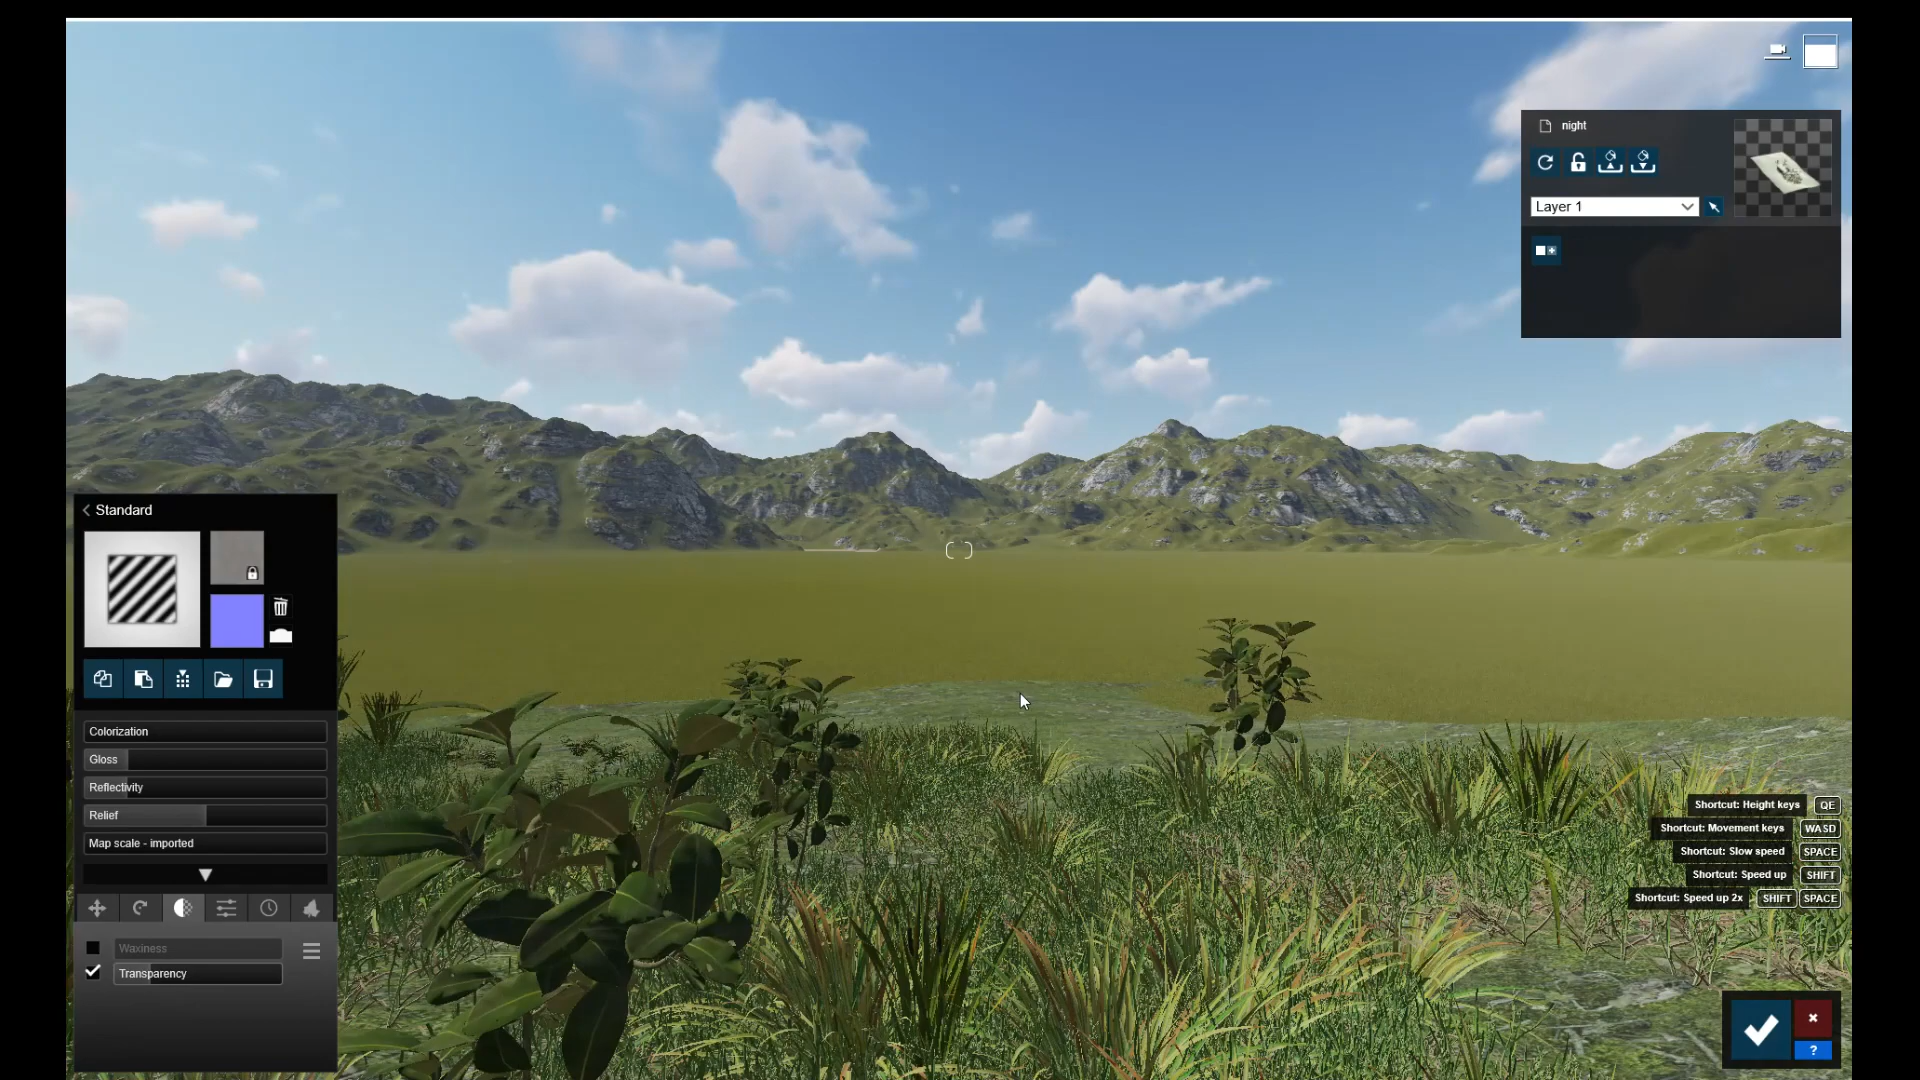 night
Layer 1
Standard
Colorization
Gloss
Reflectivity
Relief
Map scale - imported
Waxiness
Transparency
Shortcut: Height keys QE
Shortcut: Movement keys WASD
Shortcut: Slow speed SPACE
Shortcut: Speed up SHIFT
Shortcut: Speed up 2x SHIFT SPACE
?